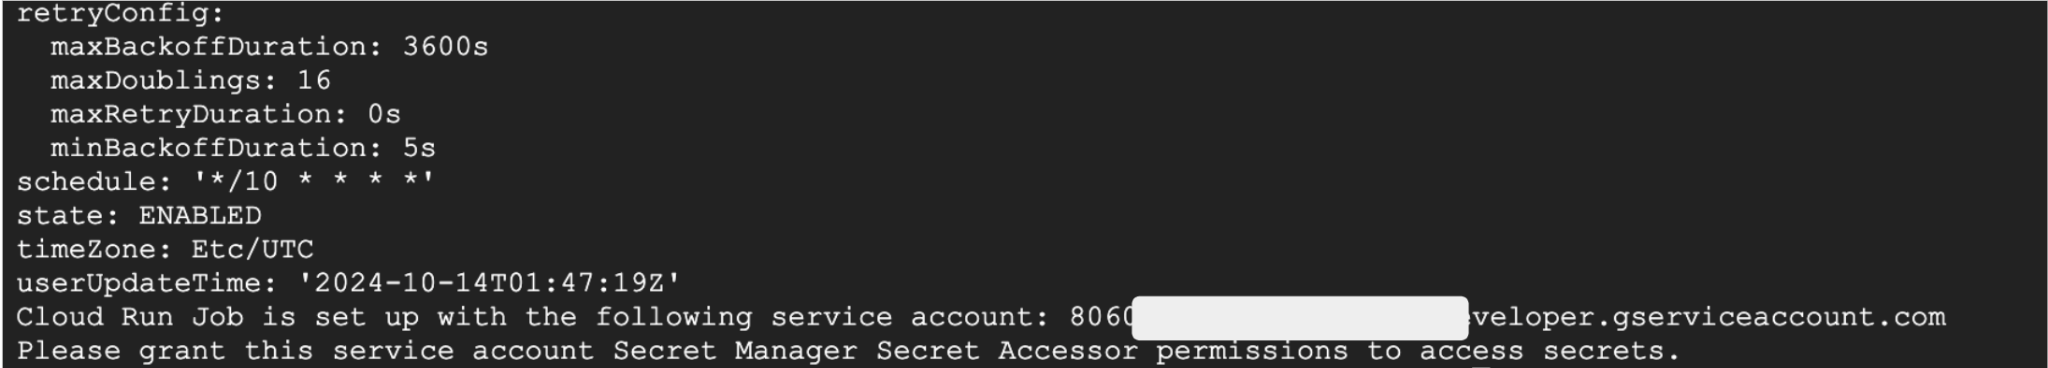 retryConfig:
  maxBackoffDuration: 3600s
  maxDoublings: 16
  maxRetryDuration: 0s
  minBackoffDuration: 5s
schedule: '*/10 * * * *'
state: ENABLED
timeZone: Etc/UTC
userUpdateTime: '2024-10-14T01:47:19Z'
Cloud Run Job is set up with the following service account: 8060 veloper.gserviceaccount.com
Please grant this service account Secret Manager Secret Accessor permissions to access secrets.